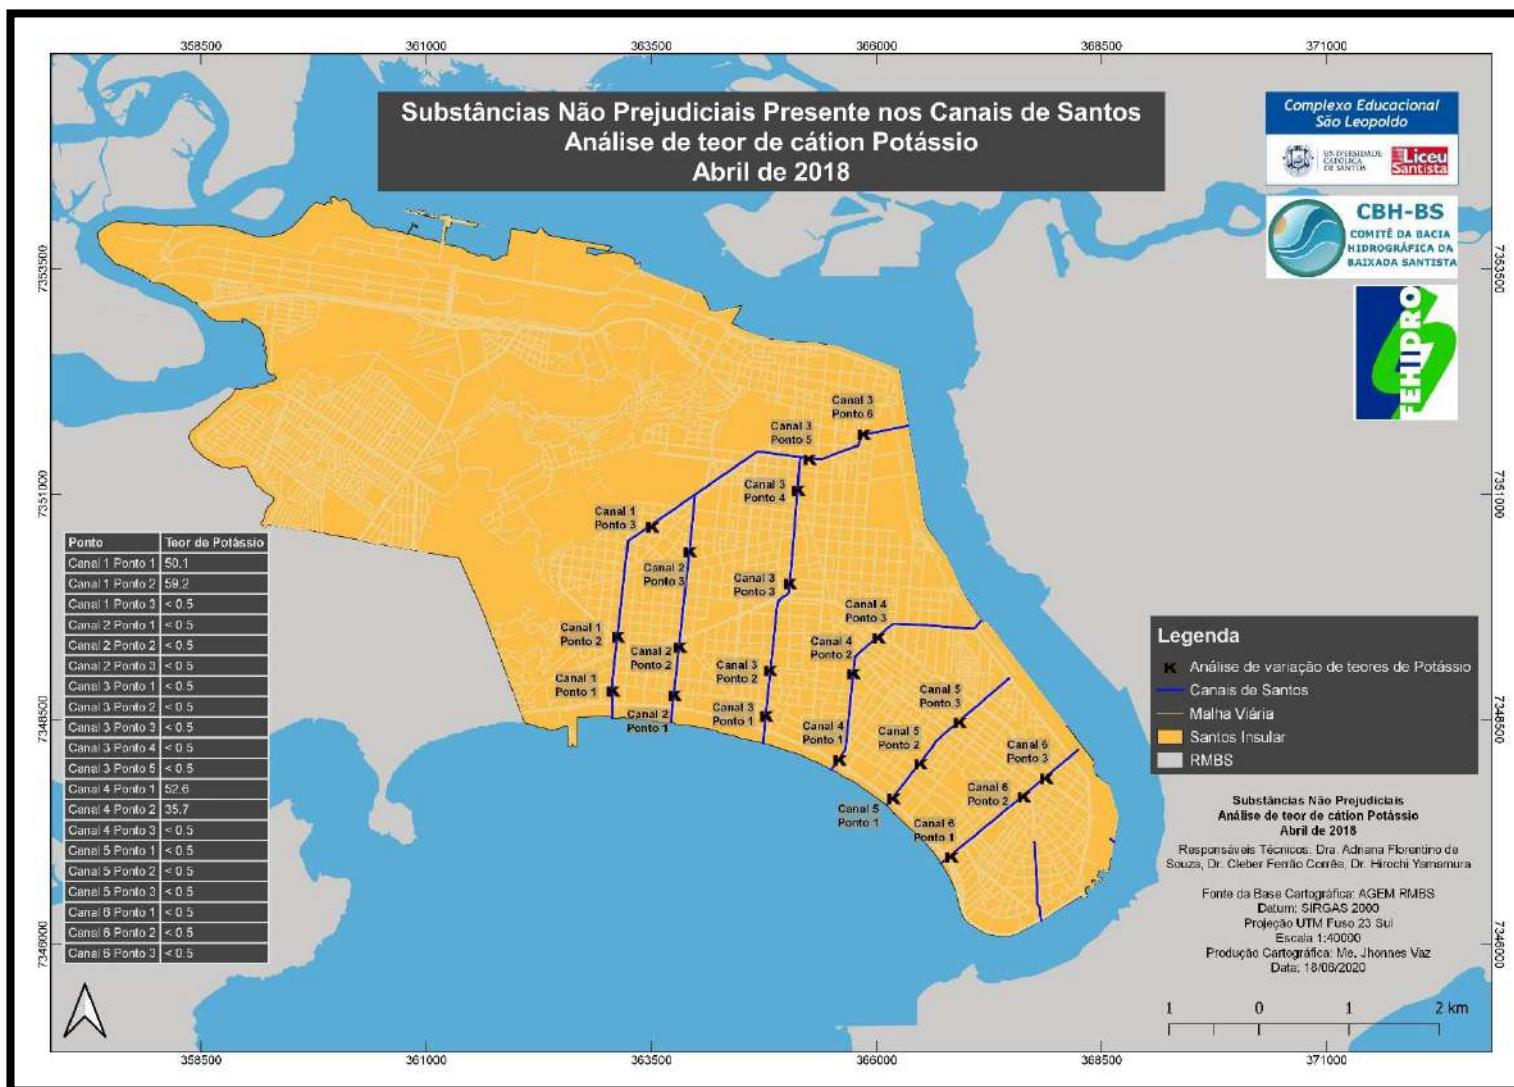 358500
361000
363500
366000
368500
371000
Substâncias Não Prejudiciais Presente nos Canais de Santos
Análise de teor de cátion Potássio
Abril de 2018
Complexo Educacional
São Leopoldo
UNIVERSIDADE
CATÓLICA
DE SANTOS
Liceu
Santista
CBH-BS
COMITÊ DA BACIA
HIDROGRÁFICA DA
BAIXADA SANTISTA
FEHIDRO
7353500
7353500
7351000
7351000
7348500
7348500
7346000
7346000
Canal 3
Ponto 6
Canal 3
Ponto 5
Canal 3
Ponto 4
Canal 1
Ponto 3
Canal 2
Ponto 3
Canal 3
Ponto 3
Canal 4
Ponto 3
Canal 1
Ponto 2
Canal 2
Ponto 2
Canal 4
Ponto 2
Canal 3
Ponto 2
Canal 1
Ponto 1
Canal 5
Ponto 3
Canal 2
Ponto 1
Canal 3
Ponto 1
Canal 4
Ponto 1
Canal 5
Ponto 2
Canal 6
Ponto 3
Canal 6
Ponto 2
Canal 5
Ponto 1
Canal 6
Ponto 1
Ponto Teor de Potássio
Canal 1 Ponto 1 50.1
Canal 1 Ponto 2 59.2
Canal 1 Ponto 3 < 0.5
Canal 2 Ponto 1 < 0.5
Canal 2 Ponto 2 < 0.5
Canal 2 Ponto 3 < 0.5
Canal 3 Ponto 1 < 0.5
Canal 3 Ponto 2 < 0.5
Canal 3 Ponto 3 < 0.5
Canal 3 Ponto 4 < 0.5
Canal 3 Ponto 5 < 0.5
Canal 4 Ponto 1 52.6
Canal 4 Ponto 2 35.7
Canal 4 Ponto 3 < 0.5
Canal 5 Ponto 1 < 0.5
Canal 5 Ponto 2 < 0.5
Canal 5 Ponto 3 < 0.5
Canal 6 Ponto 1 < 0.5
Canal 6 Ponto 2 < 0.5
Canal 6 Ponto 3 < 0.5
Legenda
K Análise de variação de teores de Potássio
Canais de Santos
Malha Viária
Santos Insular
RMBS
Substâncias Não Prejudiciais
Análise de teor de cátion Potássio
Abril de 2018
Responsáveis Técnicos: Dra. Adriana Florentino de
Souza, Dr. Cleber Ferrão Corrêa, Dr. Hirochi Yamamura
Fonte da Base Cartográfica: AGEM RMBS
Datum: SIRGAS 2000
Projeção UTM Fuso 23 Sul
Escala 1:40000
Produção Cartográfica: Me. Jhonnes Vaz
Data: 18/06/2020
1 0 1 2 km
358500
361000
363500
366000
368500
371000